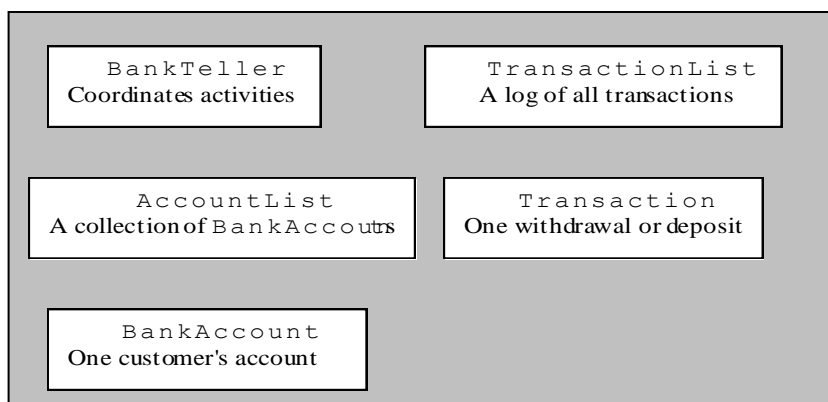 BankTeller
Coordinates activities
TransactionList
A log of all transactions
AccountList
A collection of BankAccoutns
Transaction
One withdrawal or deposit
BankAccount
One customer's account